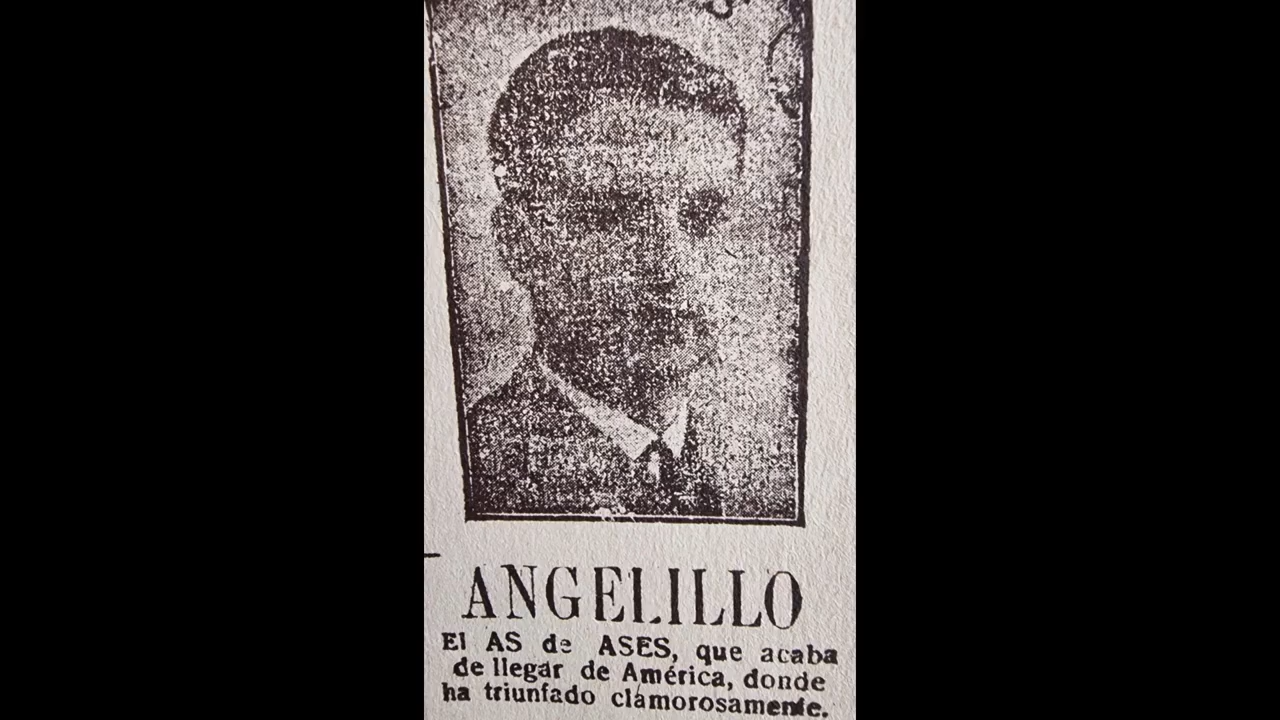 ANGELILLO
El AS de ASES, que acaba
de llegar de América, donde
ha triunfado clamorosamente.